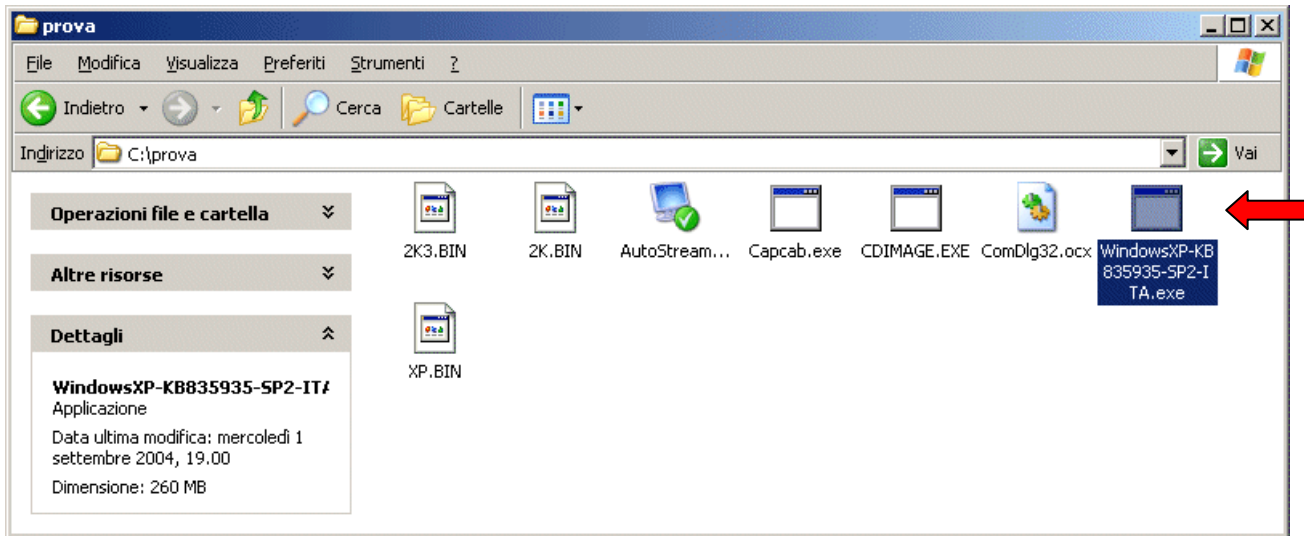 prova
File Modifica Visualizza Preferiti Strumenti ?
Indietro Cerca Cartelle
Indirizzo C:\prova Vai
Operazioni file e cartella
Altre risorse
Dettagli
WindowsXP-KB835935-SP2-ITA
Applicazione
Data ultima modifica: mercoledì 1
settembre 2004, 19.00
Dimensione: 260 MB
2K3.BIN 2K.BIN AutoStream... Capcab.exe CDIMAGE.EXE ComDlg32.ocx WindowsXP-KB
835935-SP2-I
TA.exe
XP.BIN